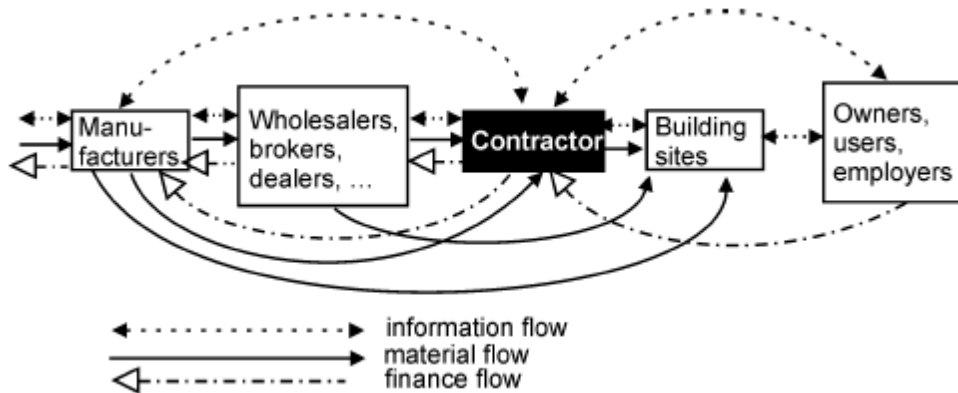 Manu-
facturers
Wholesalers,
brokers,
dealers, ...
Contractor
Building
sites
Owners,
users,
employers
information flow
material flow
finance flow